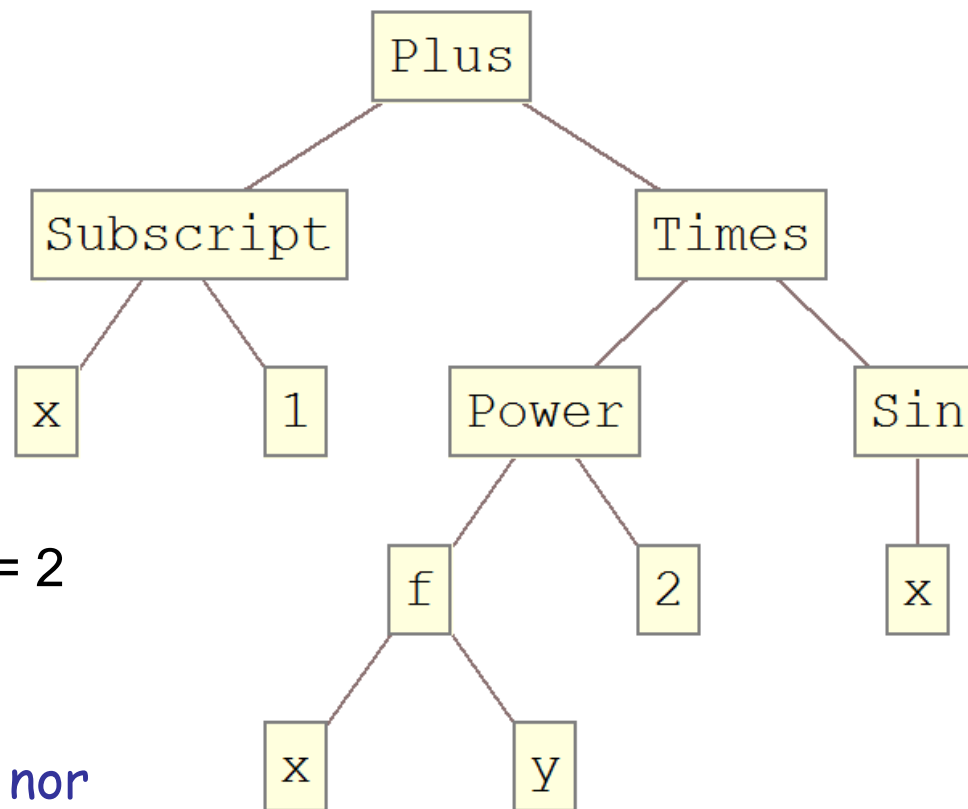 Plus
Subscript Times
x 1 Power Sin
= 2 f 2 x
x y
nor